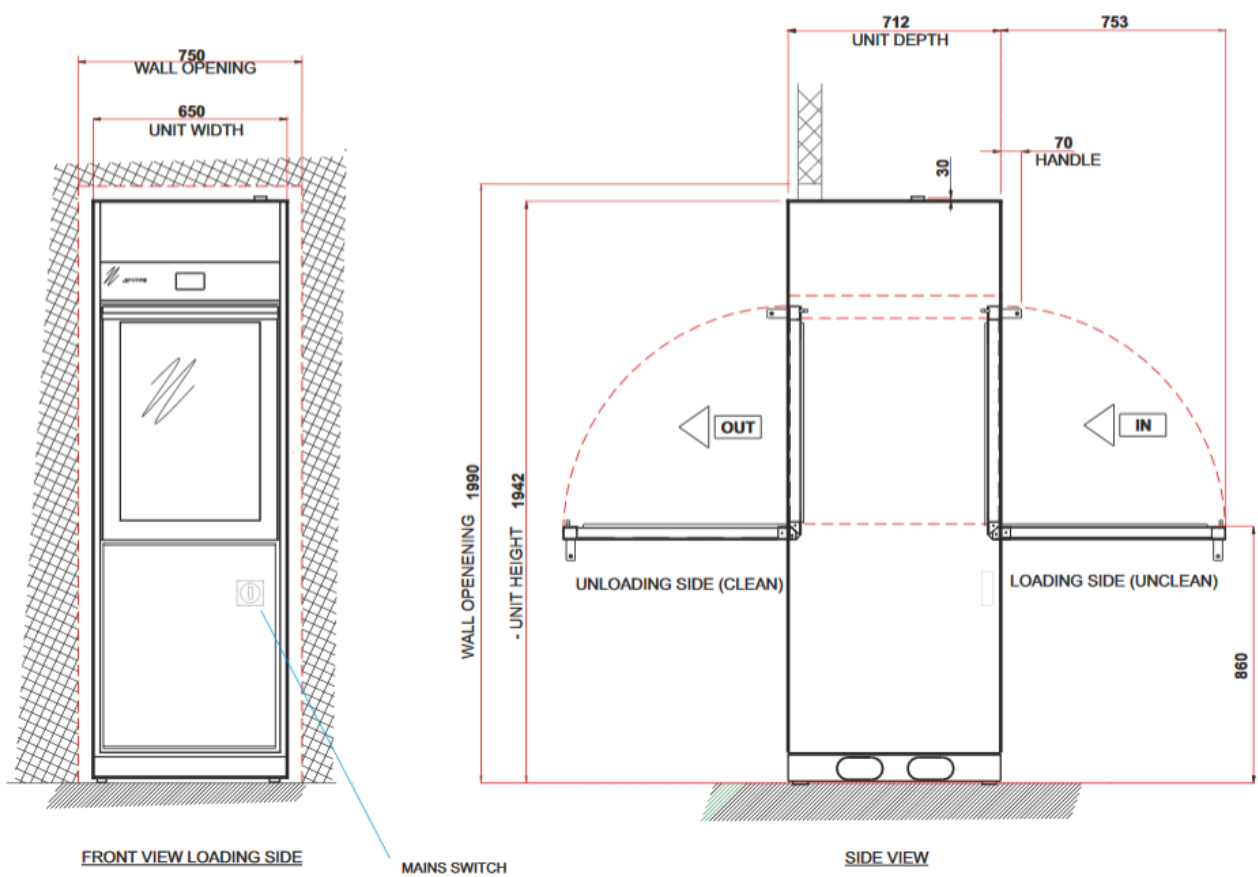 750
WALL OPENING
650
UNIT WIDTH
712
UNIT DEPTH
753
70
HANDLE
30
OUT
IN
WALL OPENENING 1990
- UNIT HEIGHT 1942
UNLOADING SIDE (CLEAN)
LOADING SIDE (UNCLEAN)
860
FRONT VIEW LOADING SIDE
MAINS SWITCH
SIDE VIEW